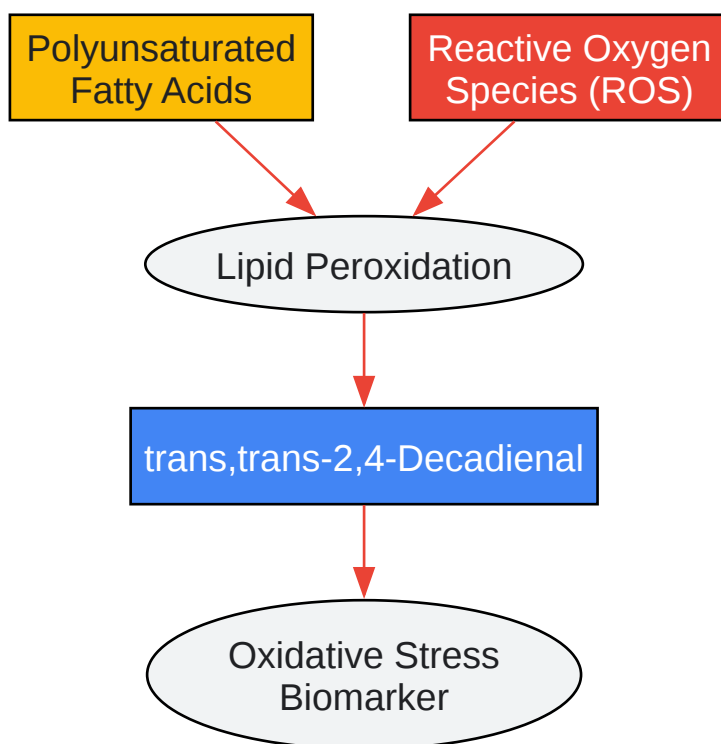 Polyunsaturated
Fatty Acids
Reactive Oxygen
Species (ROS)
Lipid Peroxidation
trans,trans-2,4-Decadienal
Oxidative Stress
Biomarker